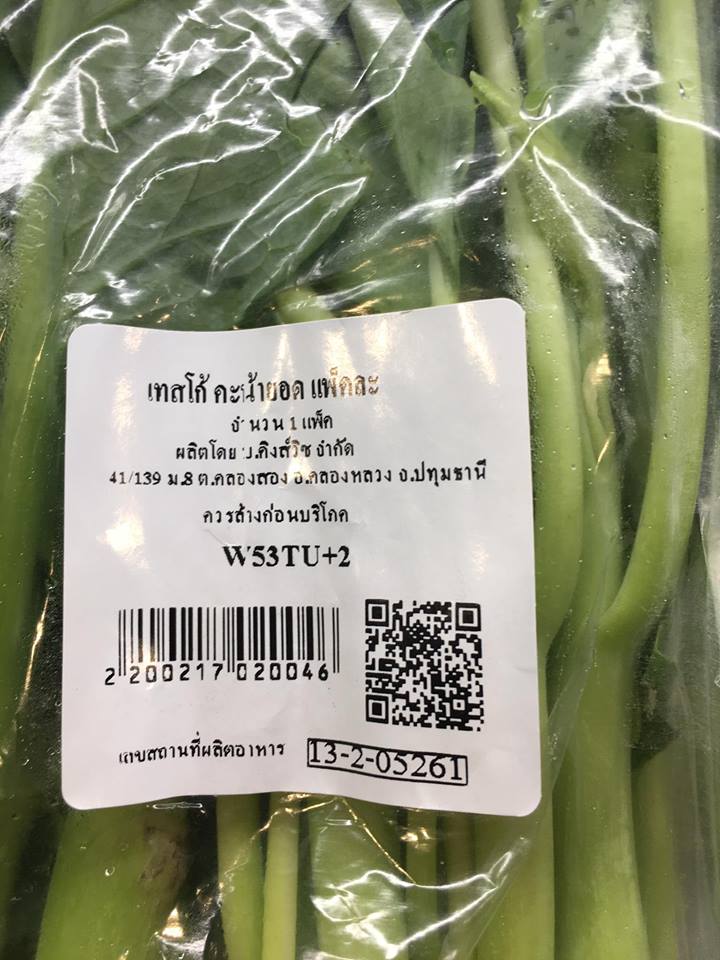 เทสโก้ คะน้ายอด แพ็คละ
จำนวน 1 แพ็ค
ผลิตโดย บ.คิงส์วิช จำกัด
41/139 ม.8 ต.คลองสอง อ.คลองหลวง จ.ปทุมธานี
ควรล้างก่อนบริโภค
W53TU+2
2 200217 020046
เลขสถานที่ผลิตอาหาร 13-2-05261